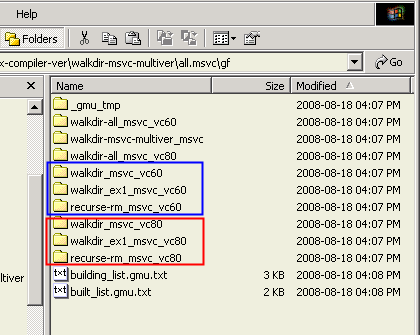 Help
Folders
x-compiler-ver\walkdir-msvc-multiver\all.msvc\gf Go
Name Size Modified
_gmu_tmp 2008-08-18 04:07 PM
walkdir-all_msvc_vc60 2008-08-18 04:07 PM
walkdir-msvc-multiver_msvc 2008-08-18 04:07 PM
walkdir-all_msvc_vc80 2008-08-18 04:07 PM
walkdir_msvc_vc60 2008-08-18 04:07 PM
walkdir_ex1_msvc_vc60 2008-08-18 04:07 PM
recurse-rm_msvc_vc60 2008-08-18 04:07 PM
walkdir_msvc_vc80 2008-08-18 04:07 PM
walkdir_ex1_msvc_vc80 2008-08-18 04:07 PM
recurse-rm_msvc_vc80 2008-08-18 04:07 PM
ultiver building_list.gmu.txt 3 KB 2008-08-18 04:08 PM
built_list.gmu.txt 2 KB 2008-08-18 04:08 PM